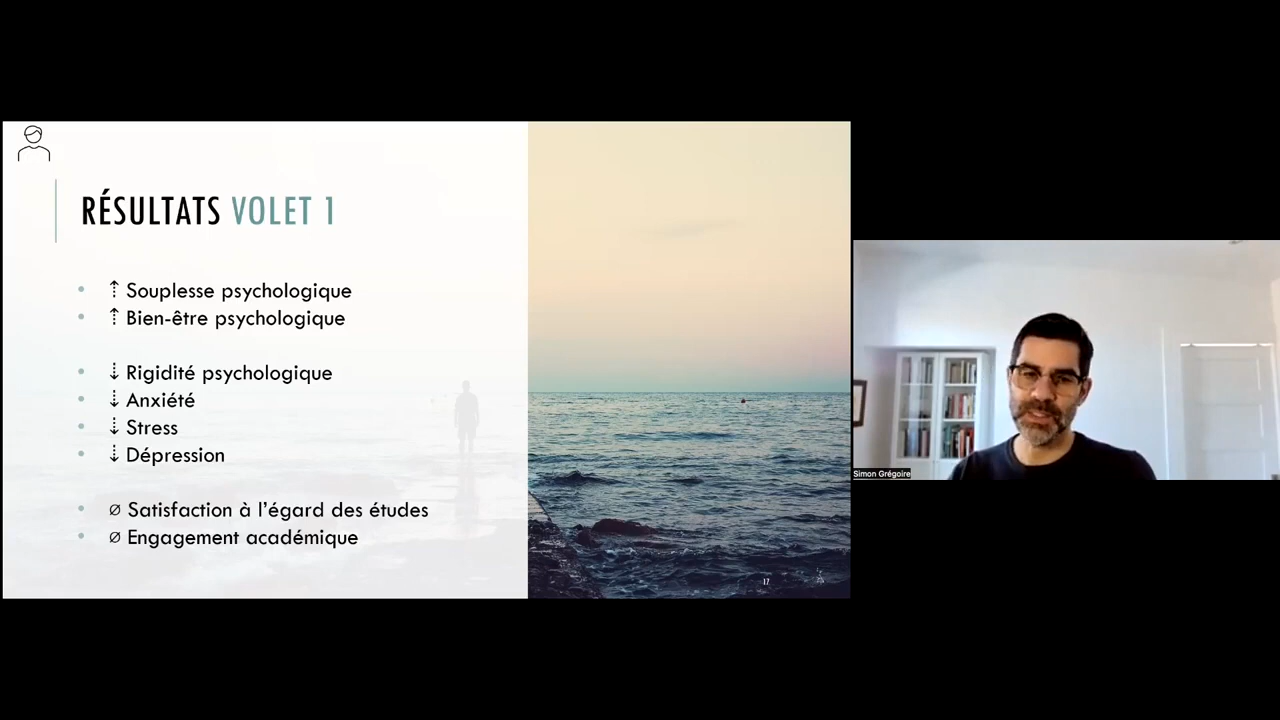 RÉSULTATS VOLET 1
• ⇡ Souplesse psychologique
• ⇡ Bien-être psychologique
• ⇣ Rigidité psychologique
• ⇣ Anxiété
• ⇣ Stress
• ⇣ Dépression
• ∅ Satisfaction à l'égard des études
• ∅ Engagement académique
17
Simon Grégoire